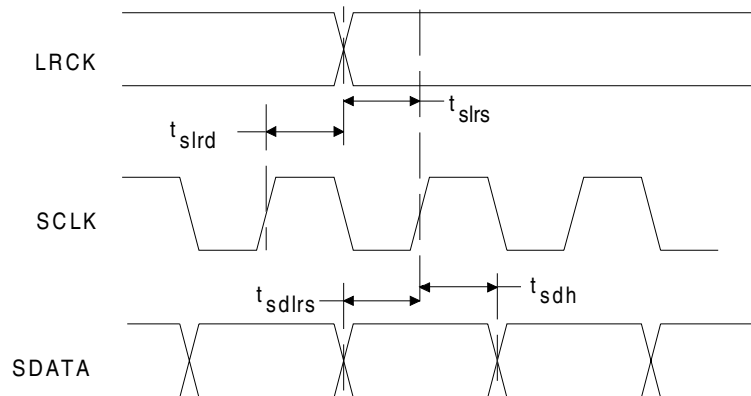 LRCK
t slrs
t slrd
SCLK
t sdlrs
t sdh
SDATA